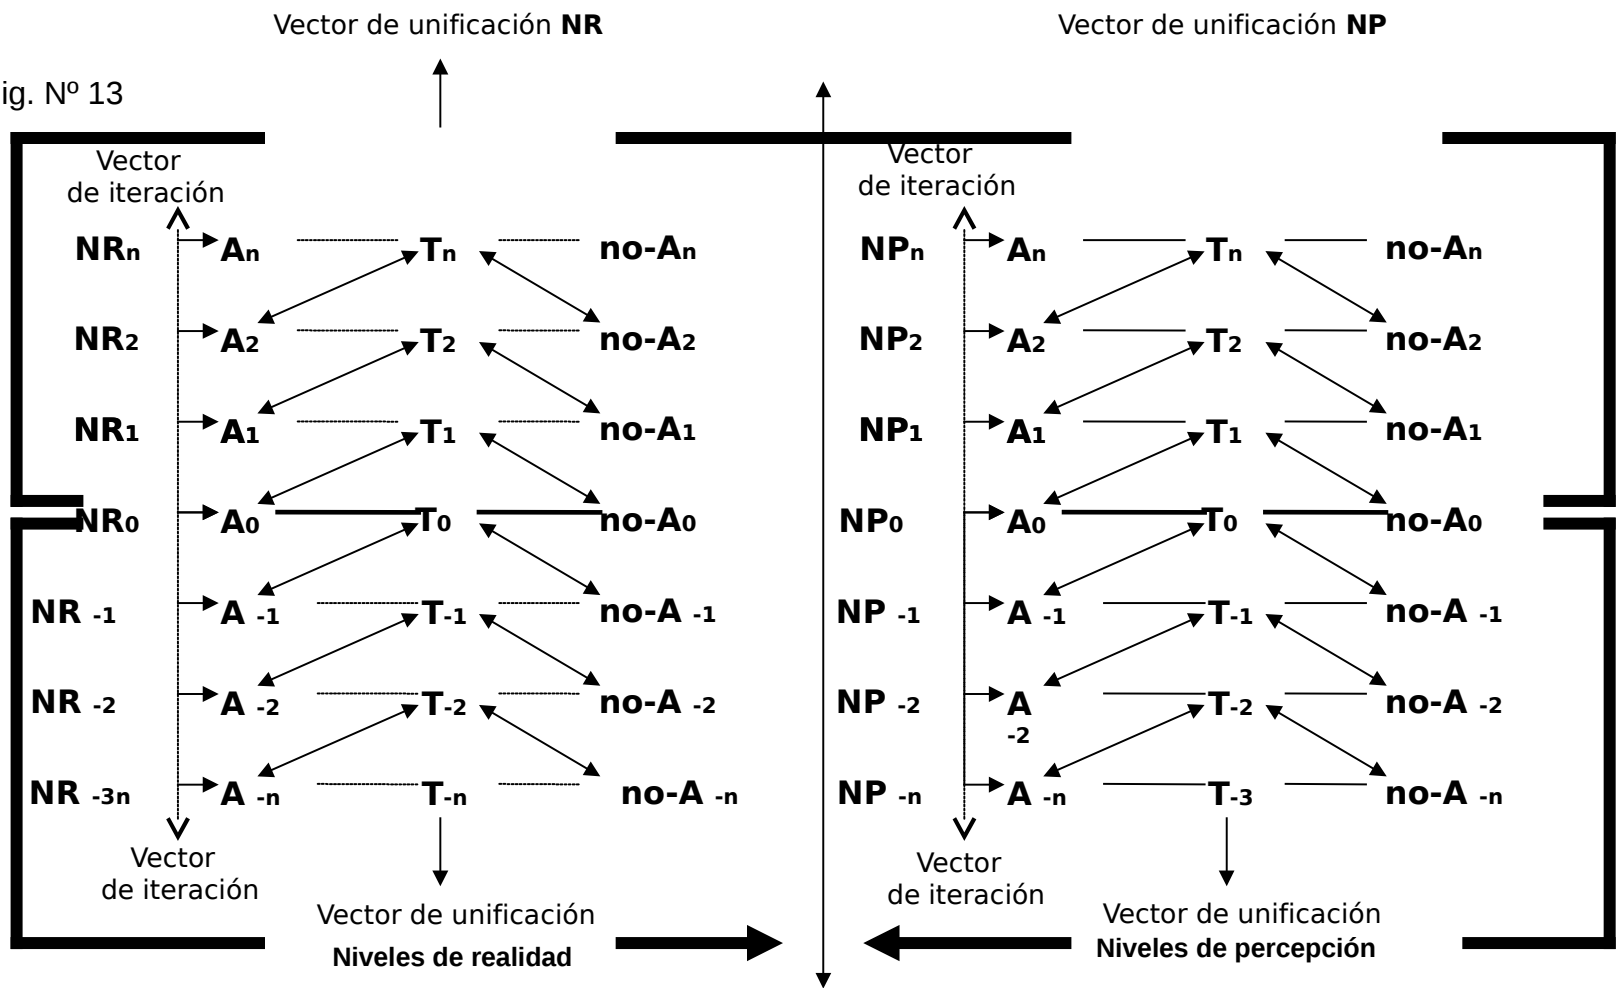 Vector de unificación NR
Vector de unificación NP
ig. Nº 13
Vector
de iteración
NRn An Tn no-An
NR2 A2 T2 no-A2
NR1 A1 T1 no-A1
NR0 A0 T0 no-A0
NR -1 A -1 T-1 no-A -1
NR -2 A -2 T-2 no-A -2
NR -3n A -n T-n no-A -n
Vector
de iteración
Vector de unificación
Niveles de realidad
Vector
de iteración
NPn An Tn no-An
NP2 A2 T2 no-A2
NP1 A1 T1 no-A1
NP0 A0 T0 no-A0
NP -1 A -1 T-1 no-A -1
NP -2 A T-2 no-A -2
-2
NP -n A -n T-3 no-A -n
Vector
de iteración
Vector de unificación
Niveles de percepción